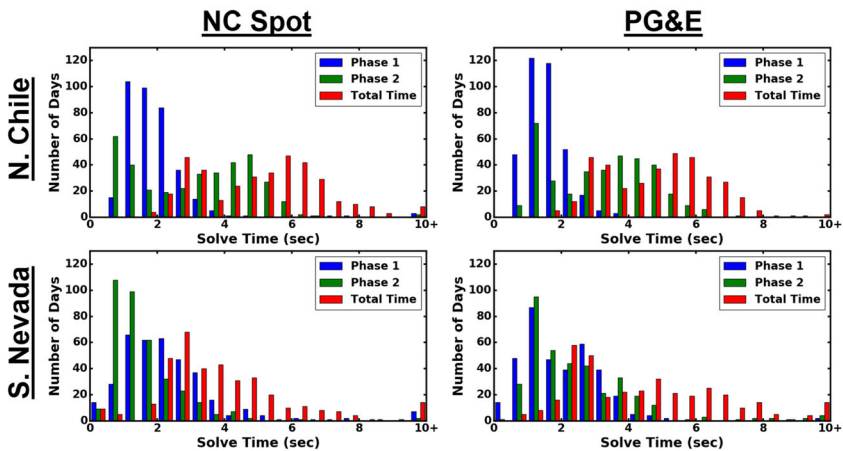 NC Spot
PG&E
N. Chile
Number of Days
120
100
80
60
40
20
0
Phase 1
Phase 2
Total Time
0
2
4
6
8
10+
Solve Time (sec)
Number of Days
120
100
80
60
40
20
0
Phase 1
Phase 2
Total Time
0
2
4
6
8
10+
Solve Time (sec)
S. Nevada
Number of Days
120
100
80
60
40
20
0
Phase 1
Phase 2
Total Time
0
2
4
6
8
10+
Solve Time (sec)
Number of Days
120
100
80
60
40
20
0
Phase 1
Phase 2
Total Time
0
2
4
6
8
10+
Solve Time (sec)